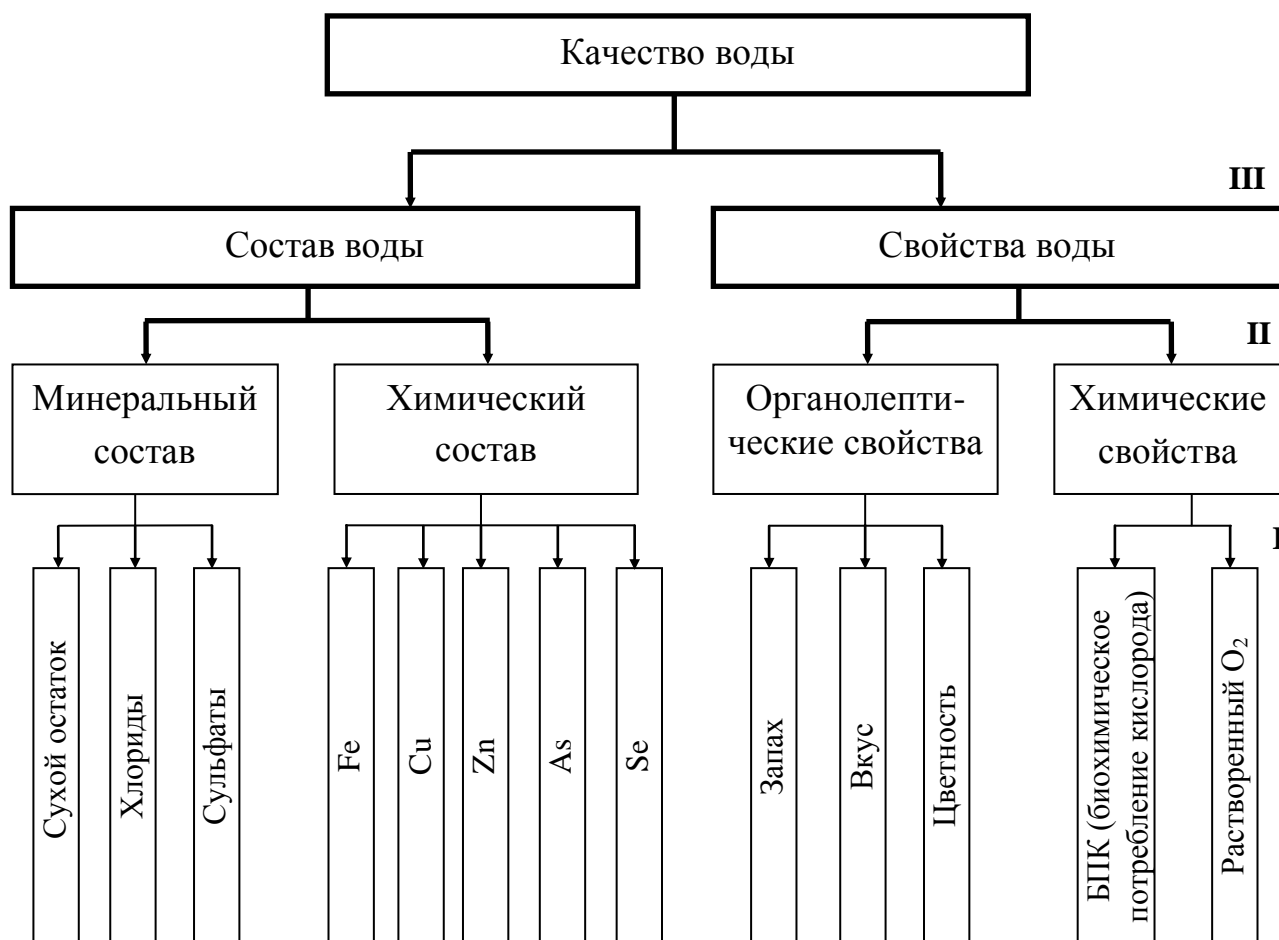 Качество воды
III
Состав воды
Свойства воды
II
Минеральный
состав
Химический
состав
Органолепти-
ческие свойства
Химические
свойства
I
Сухой остаток
Хлориды
Сульфаты
Fe
Cu
Zn
As
Se
Запах
Вкус
Цветность
БПК (биохимическое
потребление кислорода)
Растворенный O₂